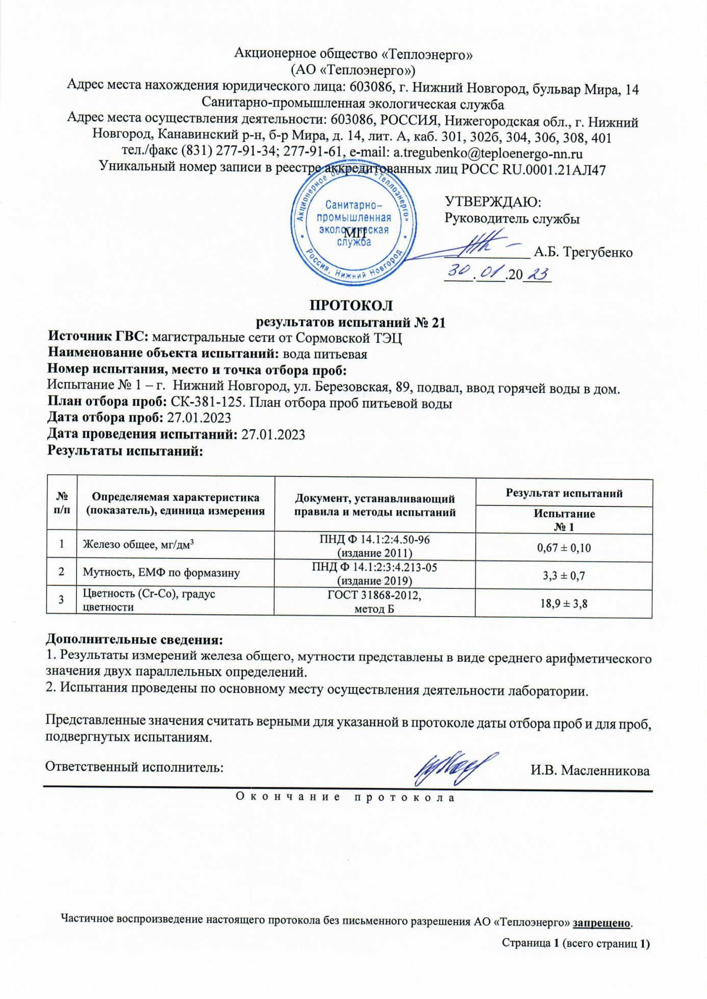 Акционерное общество «Теплоэнерго»
(АО «Теплоэнерго»)
Адрес места нахождения юридического лица: 603086, г. Нижний Новгород, бульвар Мира, 14
Санитарно-промышленная экологическая служба
Адрес места осуществления деятельности: 603086, РОССИЯ, Нижегородская обл., г. Нижний
Новгород, Канавинский р-н, б-р Мира, д. 14, лит. А, каб. 301, 302б, 304, 306, 308, 401
тел./факс (831) 277-91-34; 277-91-61, e-mail: a.tregubenko@teploenergo-nn.ru
Уникальный номер записи в реестре аккредитованных лиц РОСС RU.0001.21АЛ47
Акционерное общество «Теплоэнерго»
Санитарно-
промышленная
экологическая
служба
Россия, Нижний Новгород
МП
УТВЕРЖДАЮ:
Руководитель службы
А.Б. Трегубенко
30.01.2023
ПРОТОКОЛ
результатов испытаний № 21
Источник ГВС: магистральные сети от Сормовской ТЭЦ
Наименование объекта испытаний: вода питьевая
Номер испытания, место и точка отбора проб:
Испытание № 1 – г. Нижний Новгород, ул. Березовская, 89, подвал, ввод горячей воды в дом.
План отбора проб: СК-381-125. План отбора проб питьевой воды
Дата отбора проб: 27.01.2023
Дата проведения испытаний: 27.01.2023
Результаты испытаний:
№
п/п
Определяемая характеристика
(показатель), единица измерения
Документ, устанавливающий
правила и методы испытаний
Результат испытаний
Испытание
№ 1
1
Железо общее, мг/дм³
ПНД Ф 14.1:2:4.50-96
(издание 2011)
0,67 ± 0,10
2
Мутность, ЕМФ по формазину
ПНД Ф 14.1:2:3:4.213-05
(издание 2019)
3,3 ± 0,7
3
Цветность (Cr-Co), градус
цветности
ГОСТ 31868-2012,
метод Б
18,9 ± 3,8
Дополнительные сведения:
1. Результаты измерений железа общего, мутности представлены в виде среднего арифметического
значения двух параллельных определений.
2. Испытания проведены по основному месту осуществления деятельности лаборатории.
Представленные значения считать верными для указанной в протоколе даты отбора проб и для проб,
подвергнутых испытаниям.
Ответственный исполнитель:
И.В. Масленникова
Окончание протокола
Частичное воспроизведение настоящего протокола без письменного разрешения АО «Теплоэнерго» запрещено.
Страница 1 (всего страниц 1)